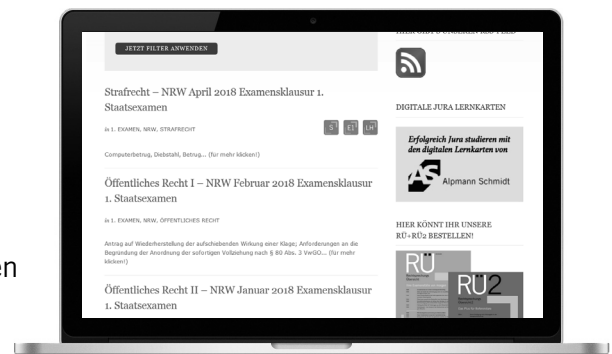 JETZT FILTER ANWENDEN
Strafrecht – NRW April 2018 Examensklausur 1.
Staatsexamen
in 1. EXAMEN, NRW, STRAFRECHT
Computerbetrug, Diebstahl, Betrug... (für mehr klicken!)
Öffentliches Recht I – NRW Februar 2018 Examensklausur
1. Staatsexamen
in 1. EXAMEN, NRW, ÖFFENTLICHES RECHT
Antrag auf Wiederherstellung der aufschiebenden Wirkung einer Klage; Anforderungen an die
Begründung der Anordnung der sofortigen Vollziehung nach § 80 Abs. 3 VwGO... (für mehr
klicken!)
Öffentliches Recht II – NRW Januar 2018 Examensklausur
1. Staatsexamen
DIGITALE JURA LERNKARTEN
Erfolgreich Jura studieren mit
den digitalen Lernkarten von
AS
Alpmann Schmidt
HIER KÖNNT IHR UNSERE
RÜ+RÜ2 BESTELLEN!
RÜ
RÜ2
en